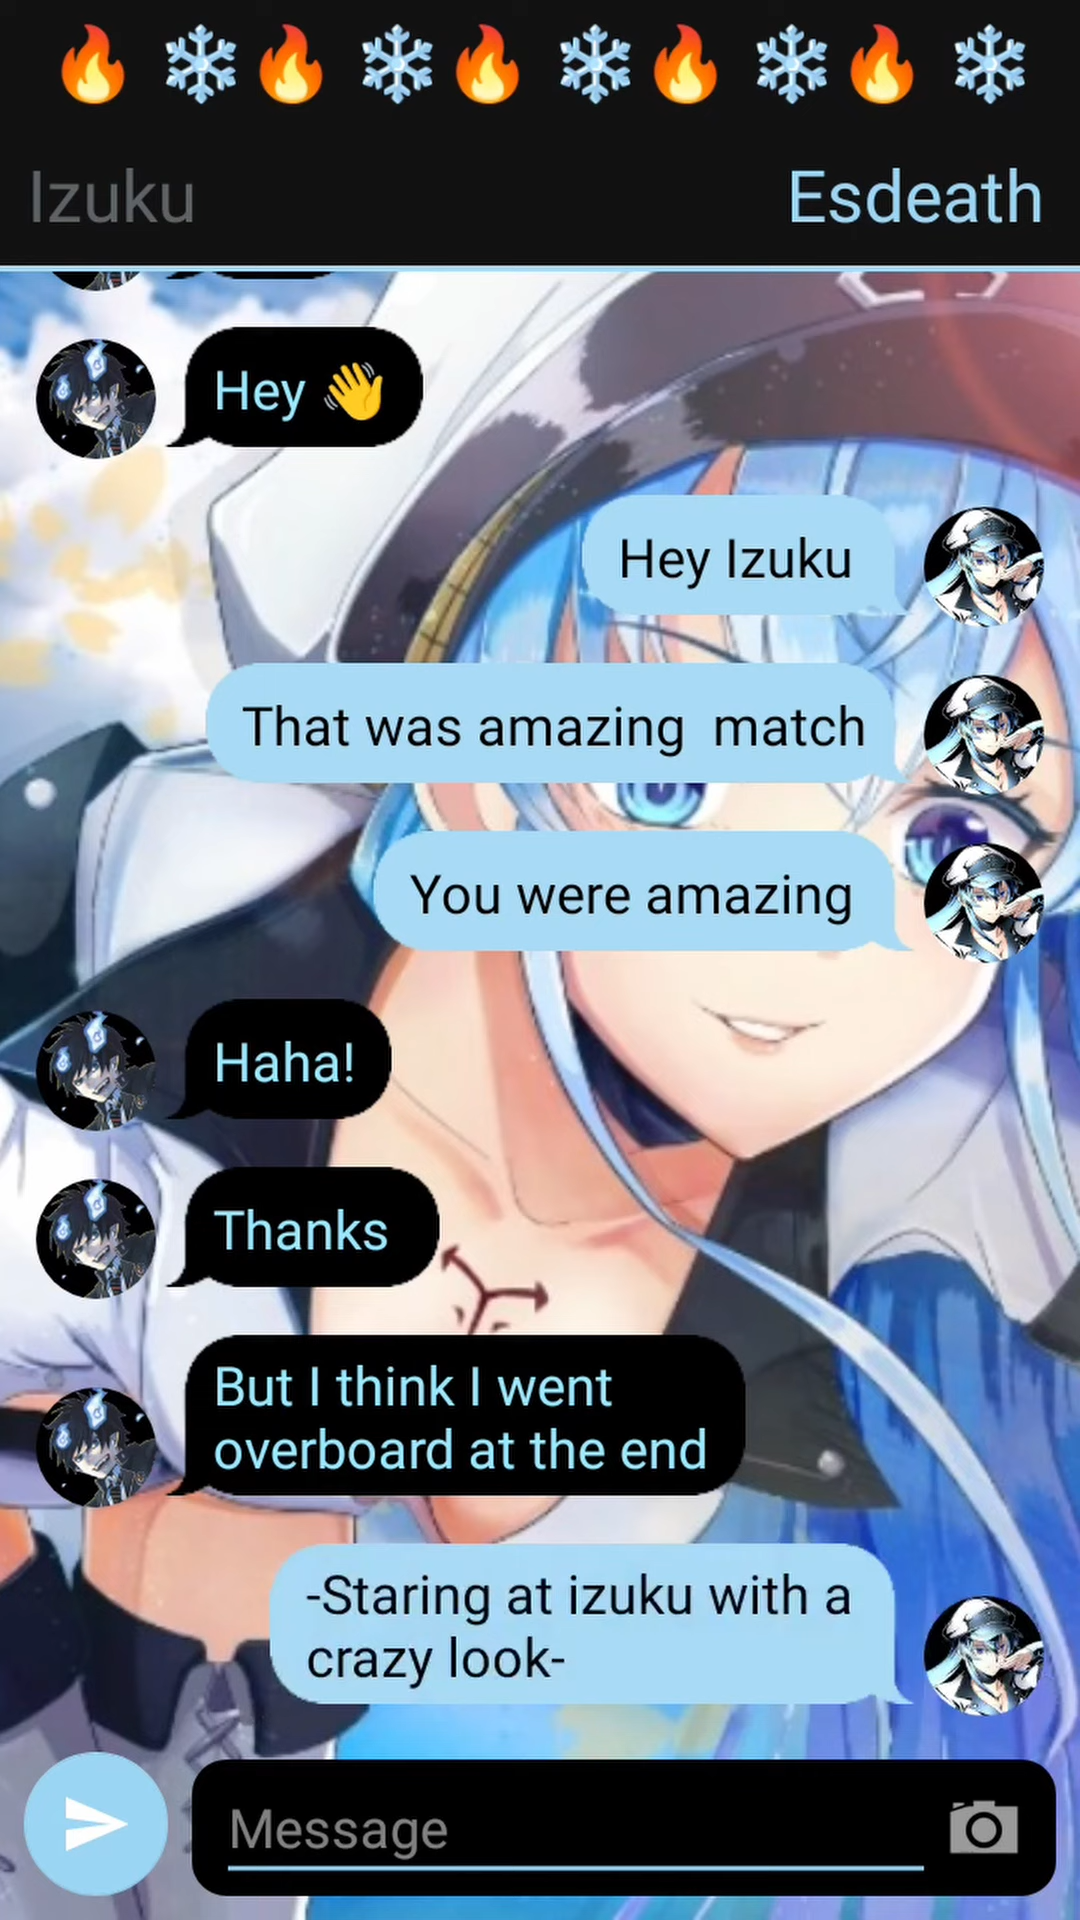 🔥 ❄️🔥 ❄️🔥 ❄️🔥 ❄️🔥 ❄️
Izuku
Esdeath
Hey 👋
Hey Izuku
That was amazing  match
You were amazing
Haha!
Thanks
But I think I went
overboard at the end
-Staring at izuku with a
crazy look-
Message